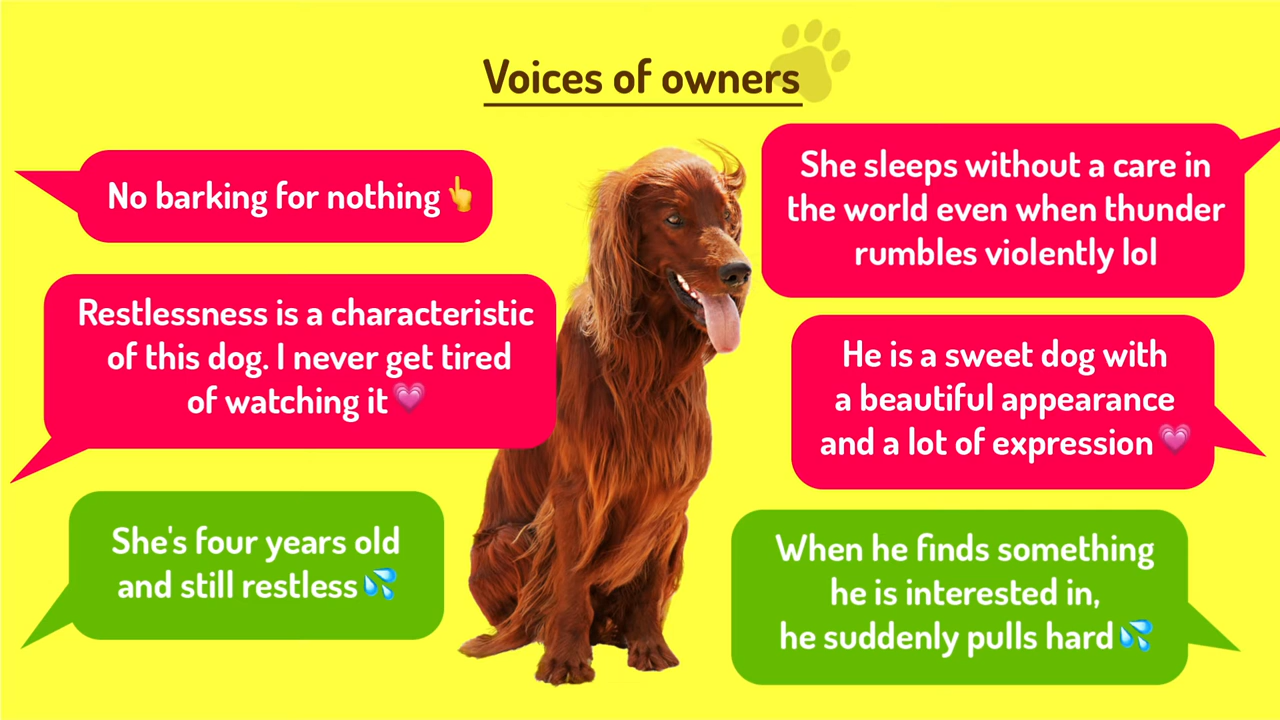 Voices of owners
No barking for nothing👆
Restlessness is a characteristic
of this dog. I never get tired
of watching it💗
She's four years old
and still restless💦
She sleeps without a care in
the world even when thunder
rumbles violently lol
He is a sweet dog with
a beautiful appearance
and a lot of expression💗
When he finds something
he is interested in,
he suddenly pulls hard💦